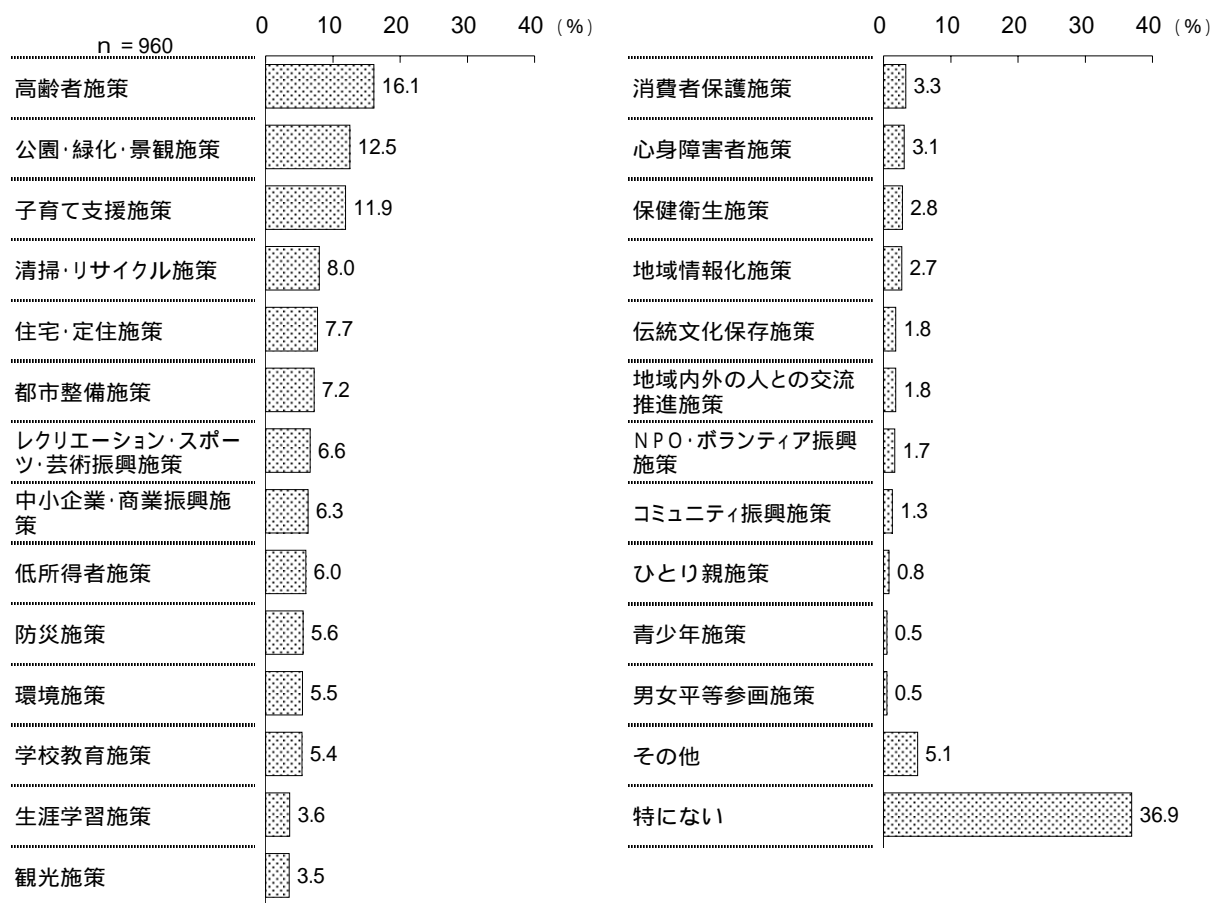 0 10 20 30 40 (%)
n = 960
高齢者施策 16.1
公園・緑化・景観施策 12.5
子育て支援施策 11.9
清掃・リサイクル施策 8.0
住宅・定住施策 7.7
都市整備施策 7.2
レクリエーション・スポー
ツ・芸術振興施策 6.6
中小企業・商業振興施
策 6.3
低所得者施策 6.0
防災施策 5.6
環境施策 5.5
学校教育施策 5.4
生涯学習施策 3.6
観光施策 3.5
0 10 20 30 40 (%)
消費者保護施策 3.3
心身障害者施策 3.1
保健衛生施策 2.8
地域情報化施策 2.7
伝統文化保存施策 1.8
地域内外の人との交流
推進施策 1.8
NPO・ボランティア振興
施策 1.7
コミュニティ振興施策 1.3
ひとり親施策 0.8
青少年施策 0.5
男女平等参画施策 0.5
その他 5.1
特にない 36.9